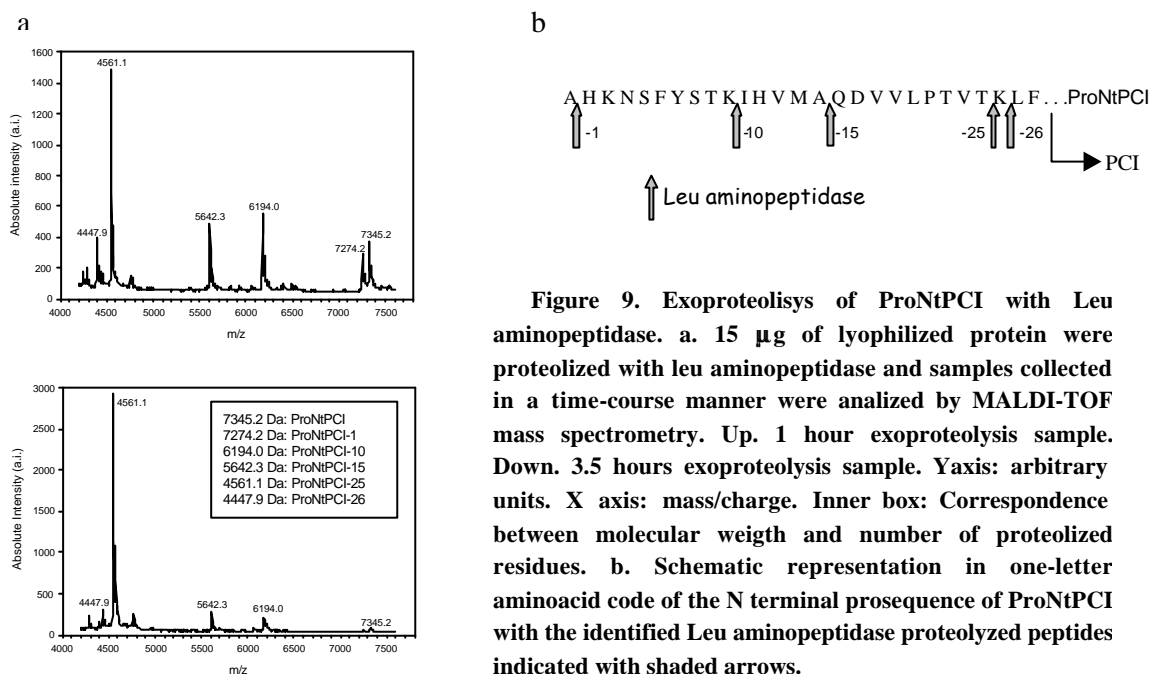 a
Absolute intensity (a.i.)
1600
1400
1200
1000
800
600
400
200
0
4561.1
4447.9
5642.3
6194.0
7274.2
7345.2
4000 4500 5000 5500 6000 6500 7000 7500
m/z
Absolute Intensity (a.i.)
3000
2500
2000
1500
1000
500
0
4561.1
7345.2 Da: ProNtPCI
7274.2 Da: ProNtPCI-1
6194.0 Da: ProNtPCI-10
5642.3 Da: ProNtPCI-15
4561.1 Da: ProNtPCI-25
4447.9 Da: ProNtPCI-26
4447.9
5642.3
6194.0
7345.2
4000 4500 5000 5500 6000 6500 7000 7500
m/z
b
A H K N S F Y S T K I H V M A Q D V V L P T V T K L F . . . ProNtPCI
-1 -10 -15 -25 -26
PCI
Leu aminopeptidase
Figure 9. Exoproteolisys of ProNtPCI with Leu
aminopeptidase. a. 15 µg of lyophilized protein were
proteolized with leu aminopeptidase and samples collected
in a time-course manner were analized by MALDI-TOF
mass spectrometry. Up. 1 hour exoproteolysis sample.
Down. 3.5 hours exoproteolysis sample. Yaxis: arbitrary
units. X axis: mass/charge. Inner box: Correspondence
between molecular weigth and number of proteolized
residues. b. Schematic representation in one-letter
aminoacid code of the N terminal prosequence of ProNtPCI
with the identified Leu aminopeptidase proteolyzed peptides
indicated with shaded arrows.